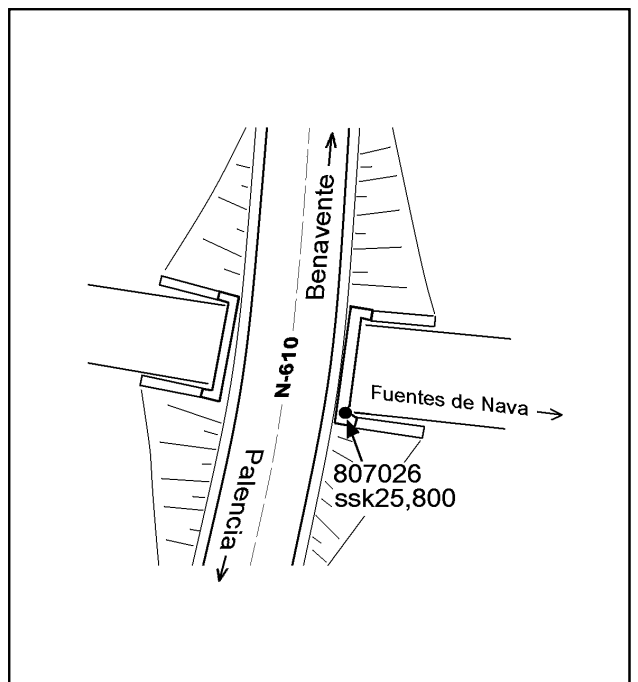 Benavente
N-610
Fuentes de Nava
Palencia
807026
ssk25,800